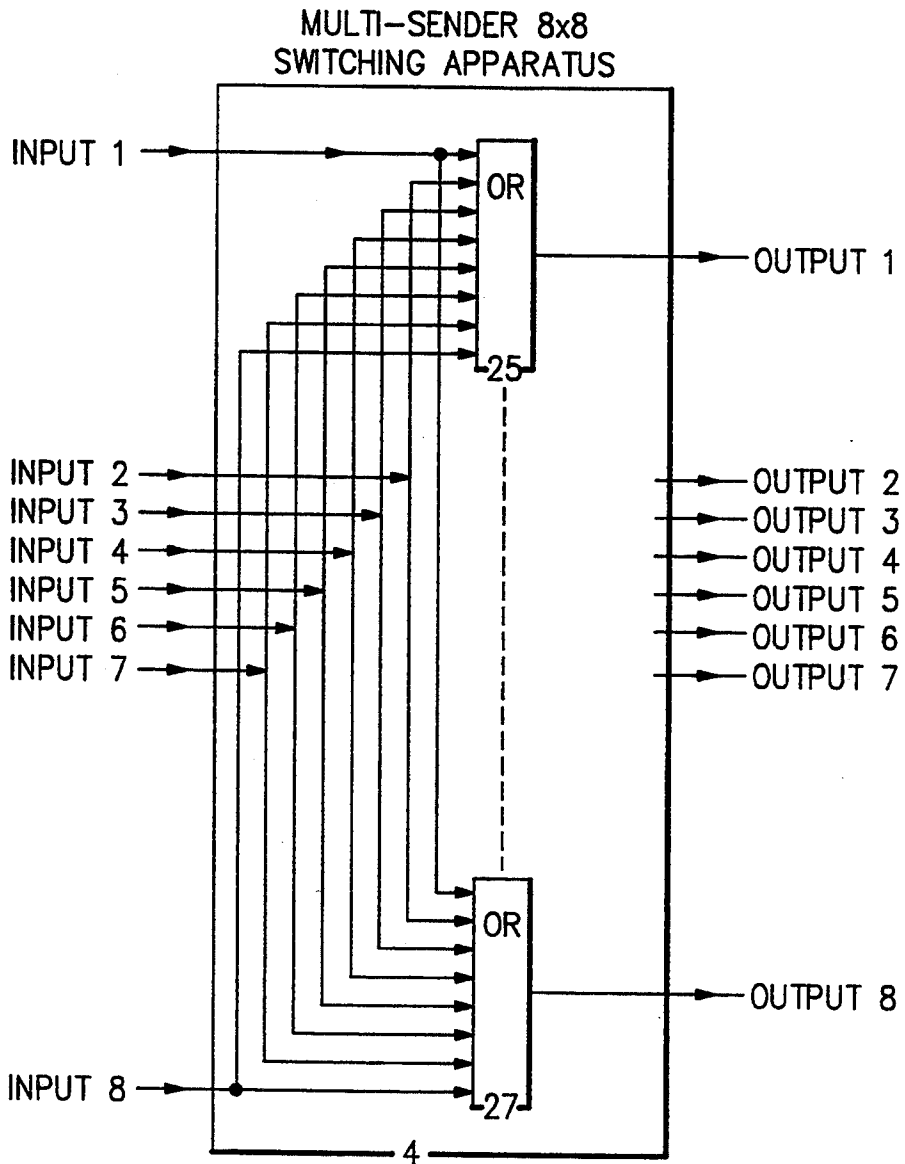 MULTI-SENDER 8x8
SWITCHING APPARATUS
INPUT 1
OR
OUTPUT 1
25
INPUT 2
OUTPUT 2
INPUT 3
OUTPUT 3
INPUT 4
OUTPUT 4
INPUT 5
OUTPUT 5
INPUT 6
OUTPUT 6
INPUT 7
OUTPUT 7
OR
OUTPUT 8
INPUT 8
27
4